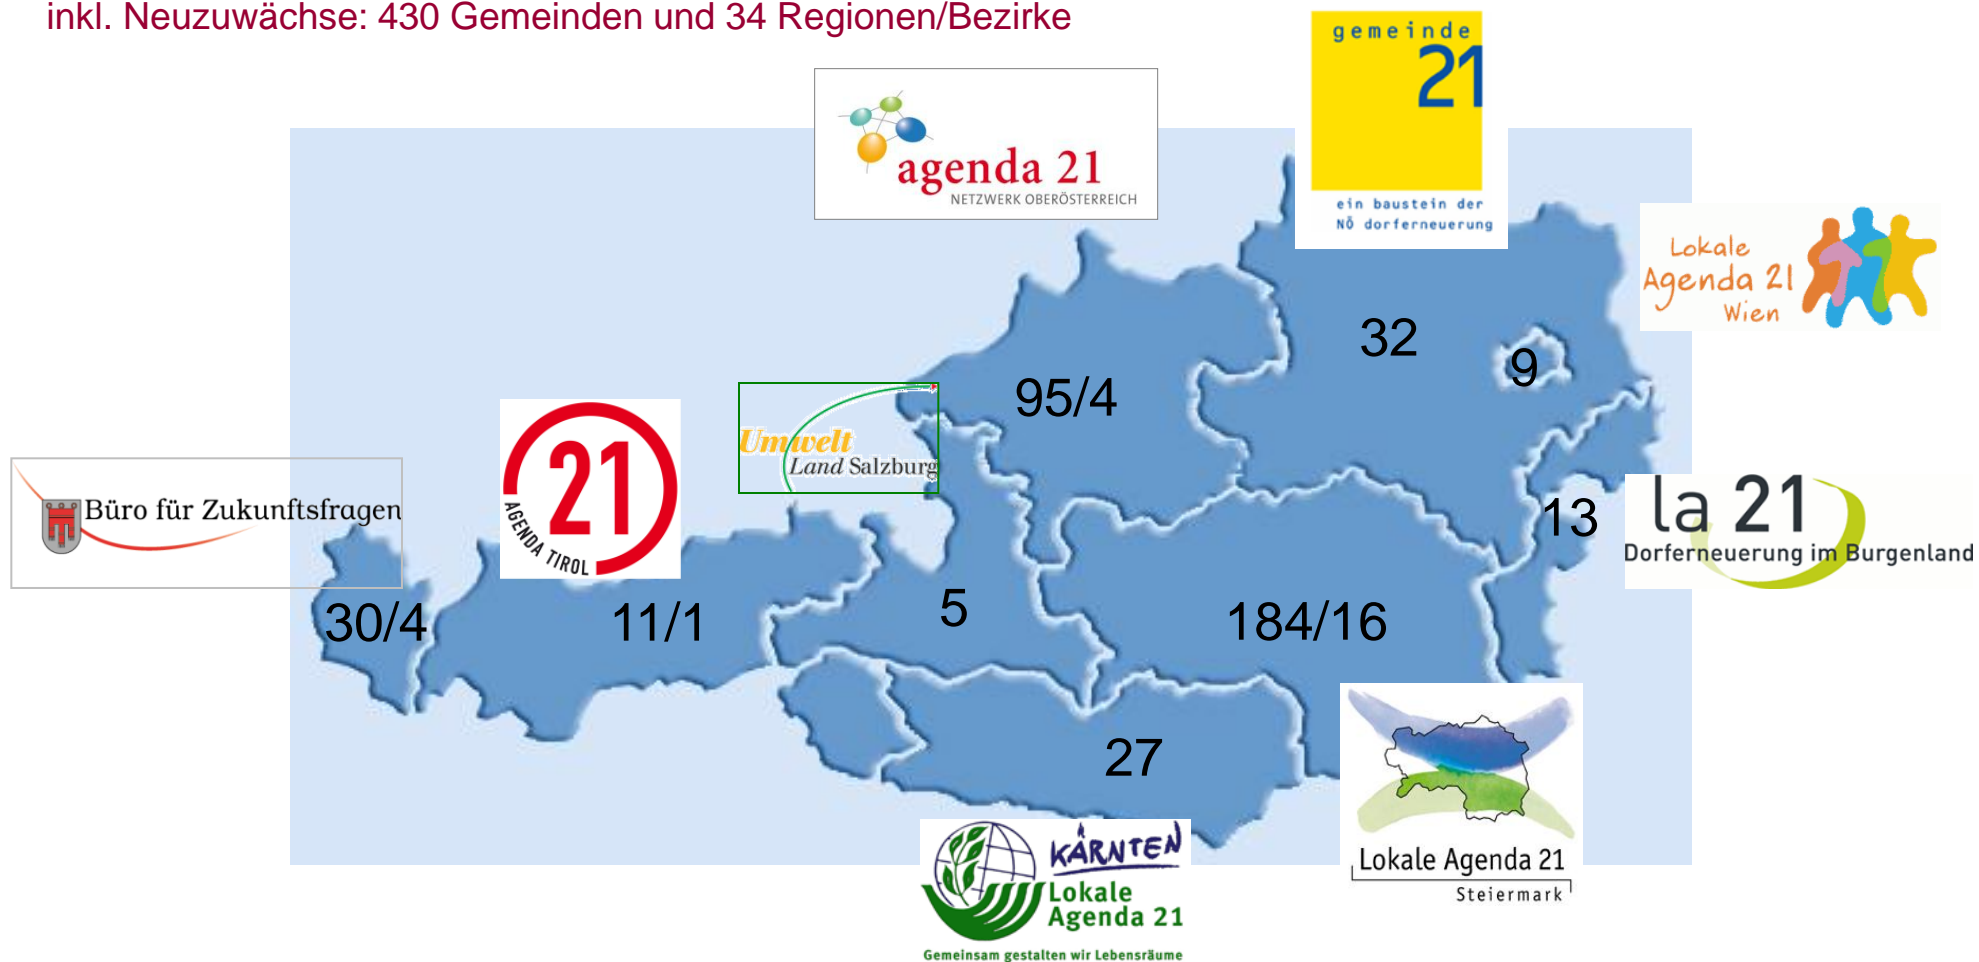 inkl. Neuzuwächse: 430 Gemeinden und 34 Regionen/Bezirke
gemeinde
21
ein baustein der
NÖ dorferneuerung
agenda 21
NETZWERK OBERÖSTERREICH
Lokale
Agenda 21
Wien
32
9
95/4
21
AGENDA TIROL
Umwelt
Land Salzburg
Büro für Zukunftsfragen
13
la 21
Dorferneuerung im Burgenland
30/4
11/1
5
184/16
27
KÄRNTEN
Lokale
Agenda 21
Gemeinsam gestalten wir Lebensräume
Lokale Agenda 21
Steiermark